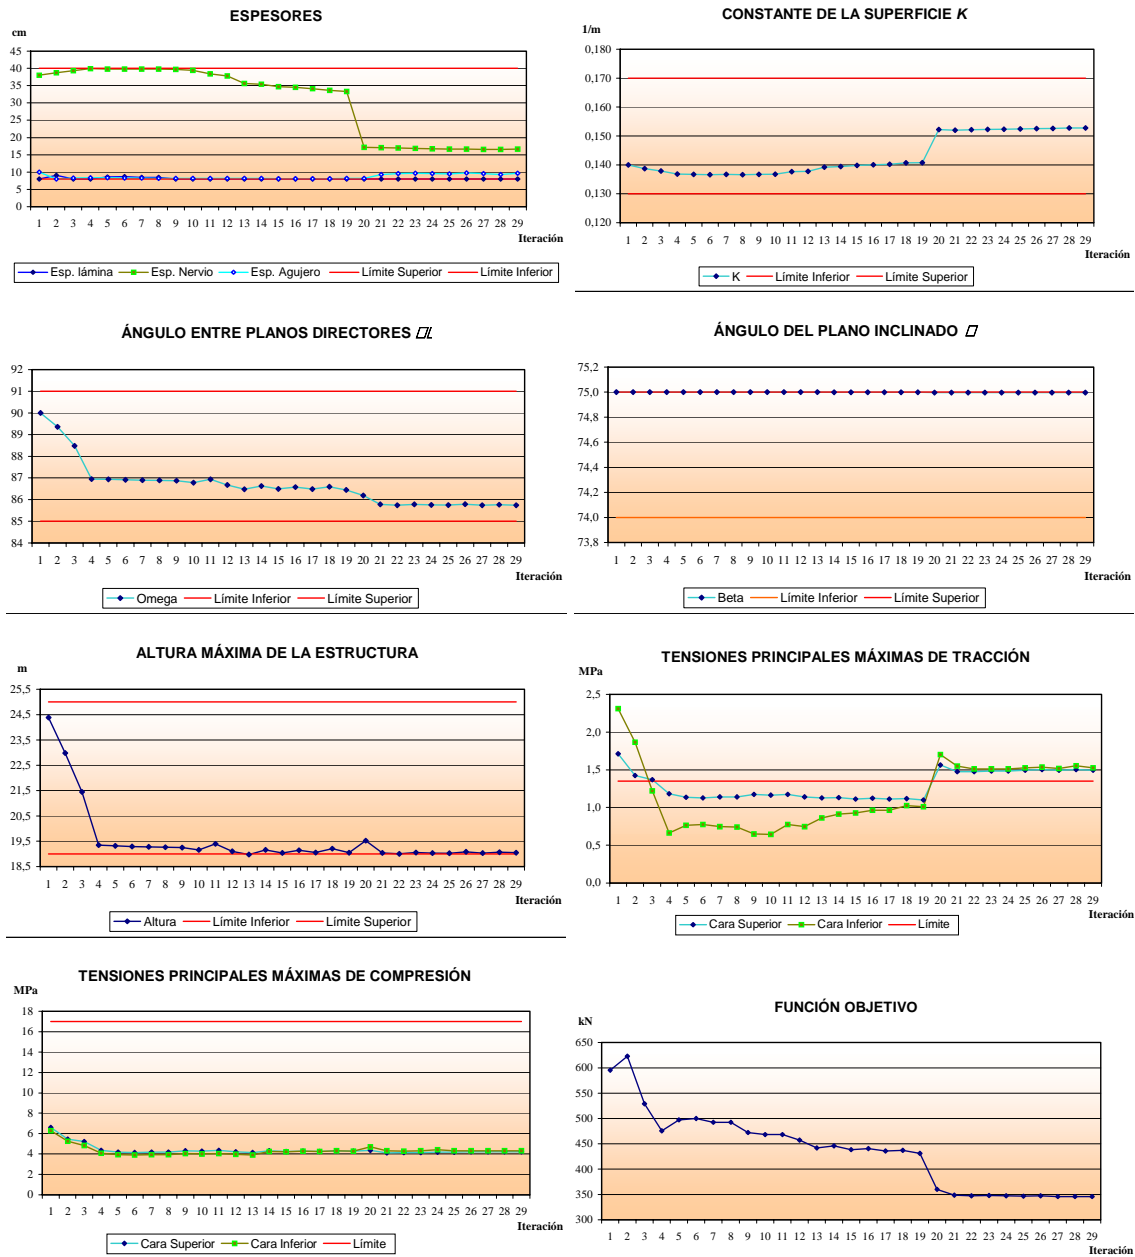 ESPESORES
cm
45
40
35
30
25
20
15
10
5
0
1 2 3 4 5 6 7 8 9 10 11 12 13 14 15 16 17 18 19 20 21 22 23 24 25 26 27 28 29
Iteración
Esp. lámina Esp. Nervio Esp. Agujero Límite Superior Límite Inferior
CONSTANTE DE LA SUPERFICIE K
1/m
0,180
0,170
0,160
0,150
0,140
0,130
0,120
1 2 3 4 5 6 7 8 9 10 11 12 13 14 15 16 17 18 19 20 21 22 23 24 25 26 27 28 29
Iteración
K Límite Inferior Límite Superior
ÁNGULO ENTRE PLANOS DIRECTORES
92
91
90
89
88
87
86
85
84
1 2 3 4 5 6 7 8 9 10 11 12 13 14 15 16 17 18 19 20 21 22 23 24 25 26 27 28 29
Iteración
Omega Límite Inferior Límite Superior
ÁNGULO DEL PLANO INCLINADO
75,2
75,0
74,8
74,6
74,4
74,2
74,0
73,8
1 2 3 4 5 6 7 8 9 10 11 12 13 14 15 16 17 18 19 20 21 22 23 24 25 26 27 28 29
Iteración
Beta Límite Inferior Límite Superior
ALTURA MÁXIMA DE LA ESTRUCTURA
m
25,5
24,5
23,5
22,5
21,5
20,5
19,5
18,5
1 2 3 4 5 6 7 8 9 10 11 12 13 14 15 16 17 18 19 20 21 22 23 24 25 26 27 28 29
Iteración
Altura Límite Inferior Límite Superior
TENSIONES PRINCIPALES MÁXIMAS DE TRACCIÓN
MPa
2,5
2,0
1,5
1,0
0,5
0,0
1 2 3 4 5 6 7 8 9 10 11 12 13 14 15 16 17 18 19 20 21 22 23 24 25 26 27 28 29
Iteración
Cara Superior Cara Inferior Límite
TENSIONES PRINCIPALES MÁXIMAS DE COMPRESIÓN
MPa
18
16
14
12
10
8
6
4
2
0
1 2 3 4 5 6 7 8 9 10 11 12 13 14 15 16 17 18 19 20 21 22 23 24 25 26 27 28 29
Iteración
Cara Superior Cara Inferior Límite
FUNCIÓN OBJETIVO
kN
650
600
550
500
450
400
350
300
1 2 3 4 5 6 7 8 9 10 11 12 13 14 15 16 17 18 19 20 21 22 23 24 25 26 27 28 29
Iteración